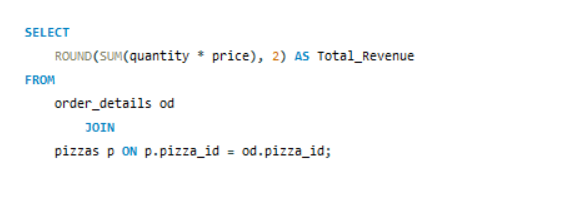 SELECT
ROUND(SUM(quantity * price), 2) AS Total_Revenue
FROM
order_details od
JOIN
pizzas p ON p.pizza_id = od.pizza_id;